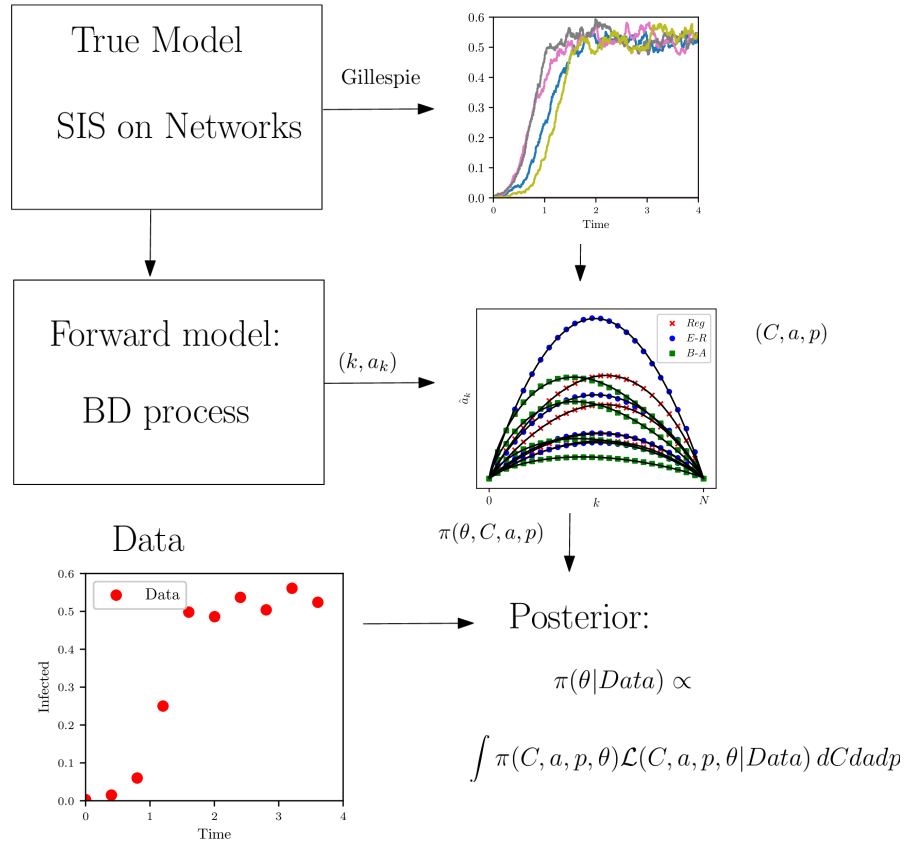 True Model
SIS on Networks
Gillespie
0.6
0.5
0.4
0.3
0.2
0.1
0.0
0 1 2 3 4
Time
Forward model:
BD process
(k, a_k)
â_k
Reg
E-R
B-A
0 k N
(C, a, p)
π(θ, C, a, p)
Data
0.6
0.5
0.4
0.3
0.2
0.1
0.0
Infected
Data
0 1 2 3 4
Time
Posterior:
π(θ|Data) ∝
∫ π(C, a, p, θ)ℒ(C, a, p, θ|Data) dCdadp